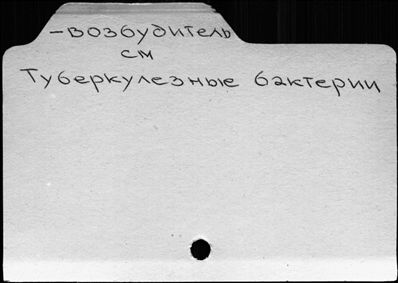 -возбудитель
см
Туберкулезные бактерии